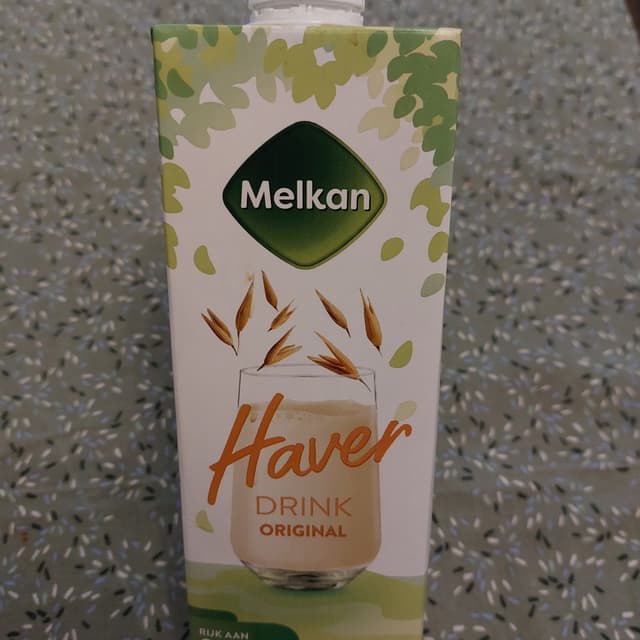 Melkan
Haver
DRINK
ORIGINAL
RIJK AAN